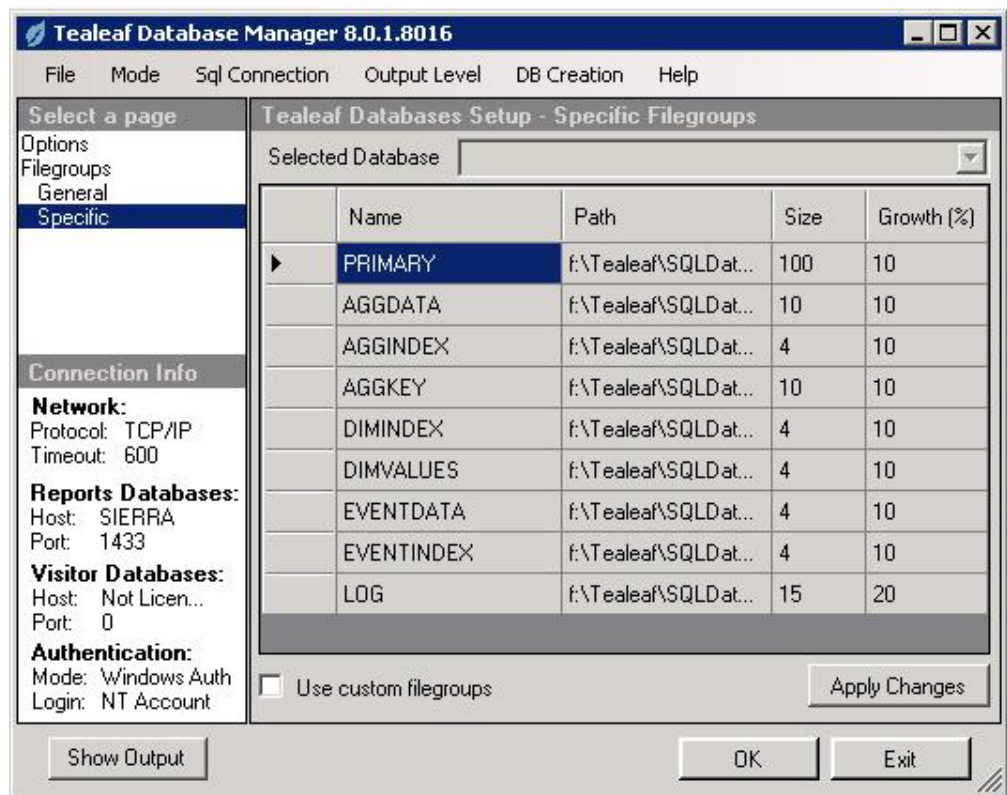 Tealeaf Database Manager 8.0.1.8016
File Mode Sql Connection Output Level DB Creation Help
Select a page
Options
Filegroups
General
Specific
Connection Info
Network:
Protocol: TCP/IP
Timeout: 600
Reports Databases:
Host: SIERRA
Port: 1433
Visitor Databases:
Host: Not Licen...
Port: 0
Authentication:
Mode: Windows Auth
Login: NT Account
Tealeaf Databases Setup - Specific Filegroups
Selected Database
Name Path Size Growth (%)
PRIMARY f:\Tealeaf\SQLDat... 100 10
AGGDATA f:\Tealeaf\SQLDat... 10 10
AGGINDEX f:\Tealeaf\SQLDat... 4 10
AGGKEY f:\Tealeaf\SQLDat... 10 10
DIMINDEX f:\Tealeaf\SQLDat... 4 10
DIMVALUES f:\Tealeaf\SQLDat... 4 10
EVENTDATA f:\Tealeaf\SQLDat... 4 10
EVENTINDEX f:\Tealeaf\SQLDat... 4 10
LOG f:\Tealeaf\SQLDat... 15 20
Use custom filegroups Apply Changes
Show Output OK Exit